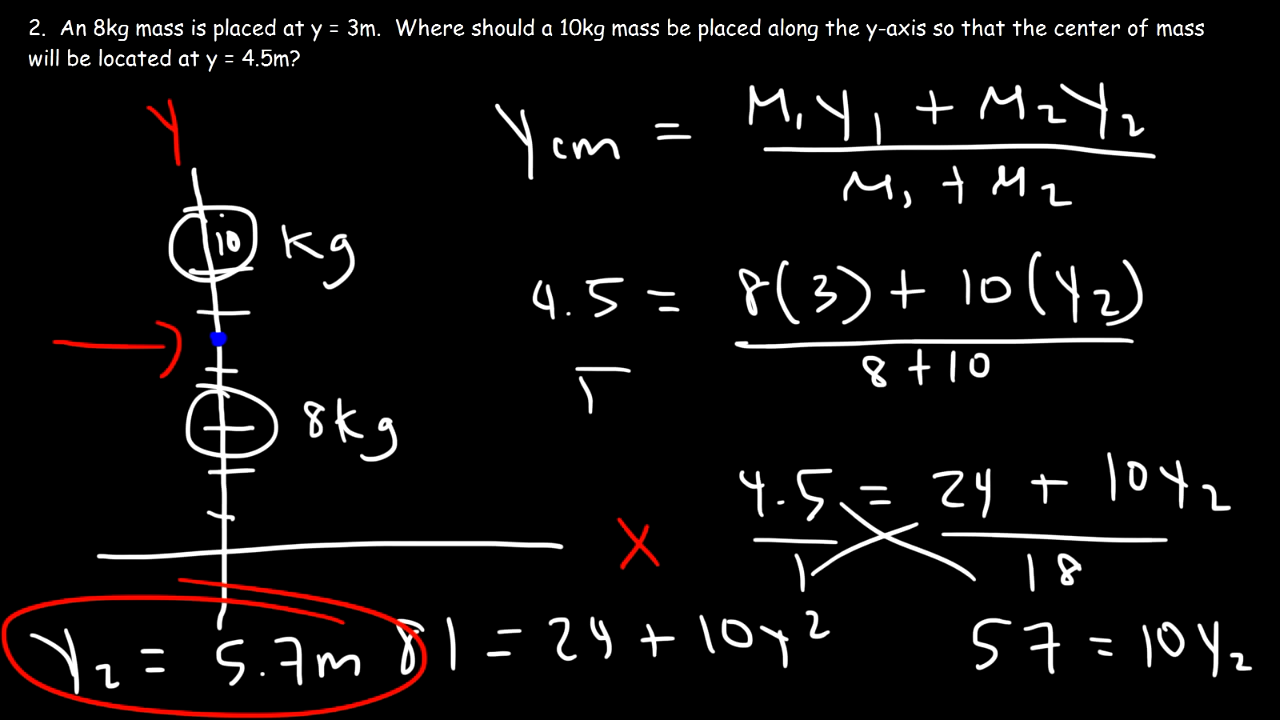 2. An 8kg mass is placed at y = 3m. Where should a 10kg mass be placed along the y-axis so that the center of mass
will be located at y = 4.5m?
Y
10 kg
8kg
X
Ycm = M₁Y₁ + M₂Y₂
M₁ + M₂
4.5 = 8(3) + 10(Y₂)
8 + 10
1
4.5 = 24 + 10Y₂
1 18
81 = 24 + 10y²
57 = 10Y₂
Y₂ = 5.7m